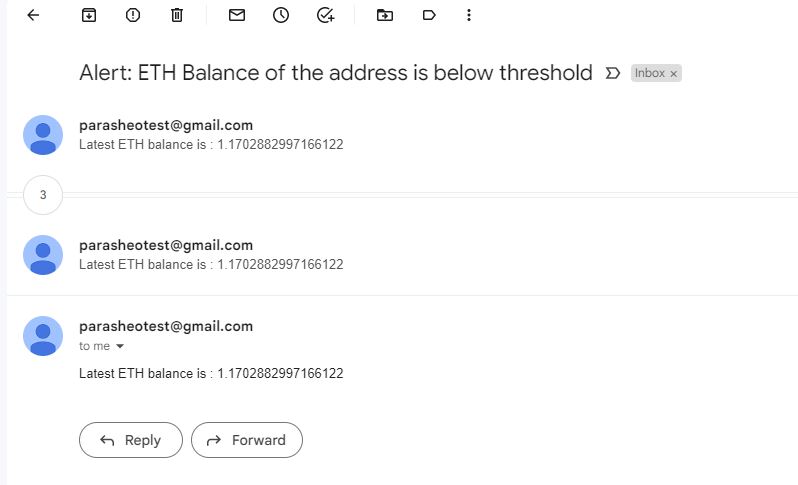 Alert: ETH Balance of the address is below threshold Inbox ×
parasheotest@gmail.com
Latest ETH balance is : 1.1702882997166122
3
parasheotest@gmail.com
Latest ETH balance is : 1.1702882997166122
parasheotest@gmail.com
to me
Latest ETH balance is : 1.1702882997166122
Reply Forward